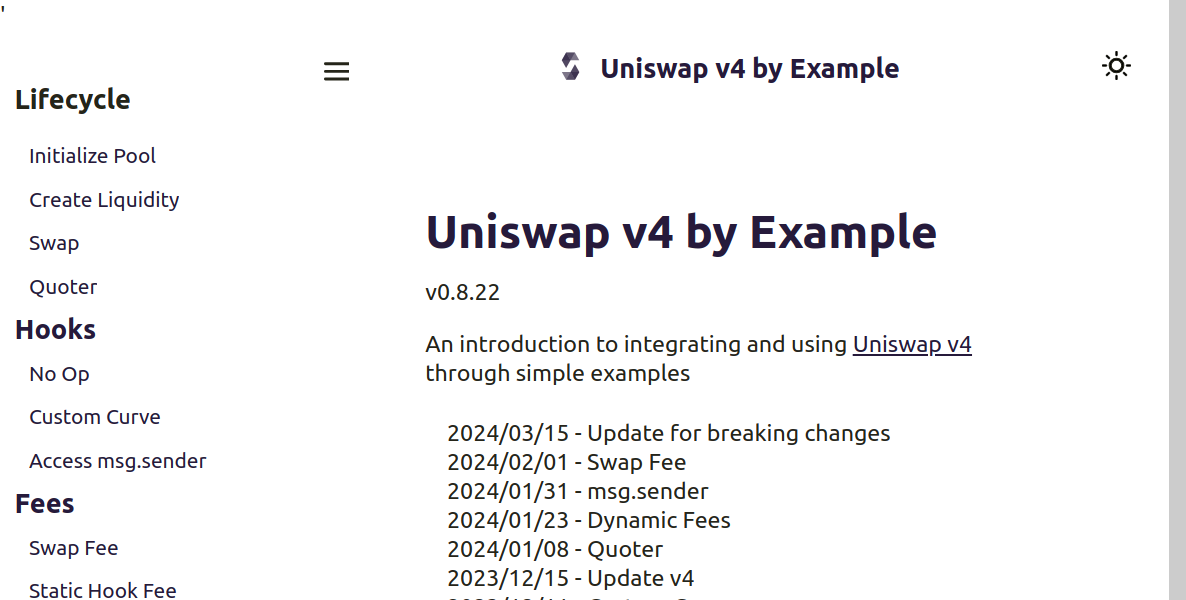 '
Lifecycle
Initialize Pool
Create Liquidity
Swap
Quoter
Hooks
No Op
Custom Curve
Access msg.sender
Fees
Swap Fee
Static Hook Fee
Uniswap v4 by Example
Uniswap v4 by Example
v0.8.22
An introduction to integrating and using Uniswap v4
through simple examples
2024/03/15 - Update for breaking changes
2024/02/01 - Swap Fee
2024/01/31 - msg.sender
2024/01/23 - Dynamic Fees
2024/01/08 - Quoter
2023/12/15 - Update v4